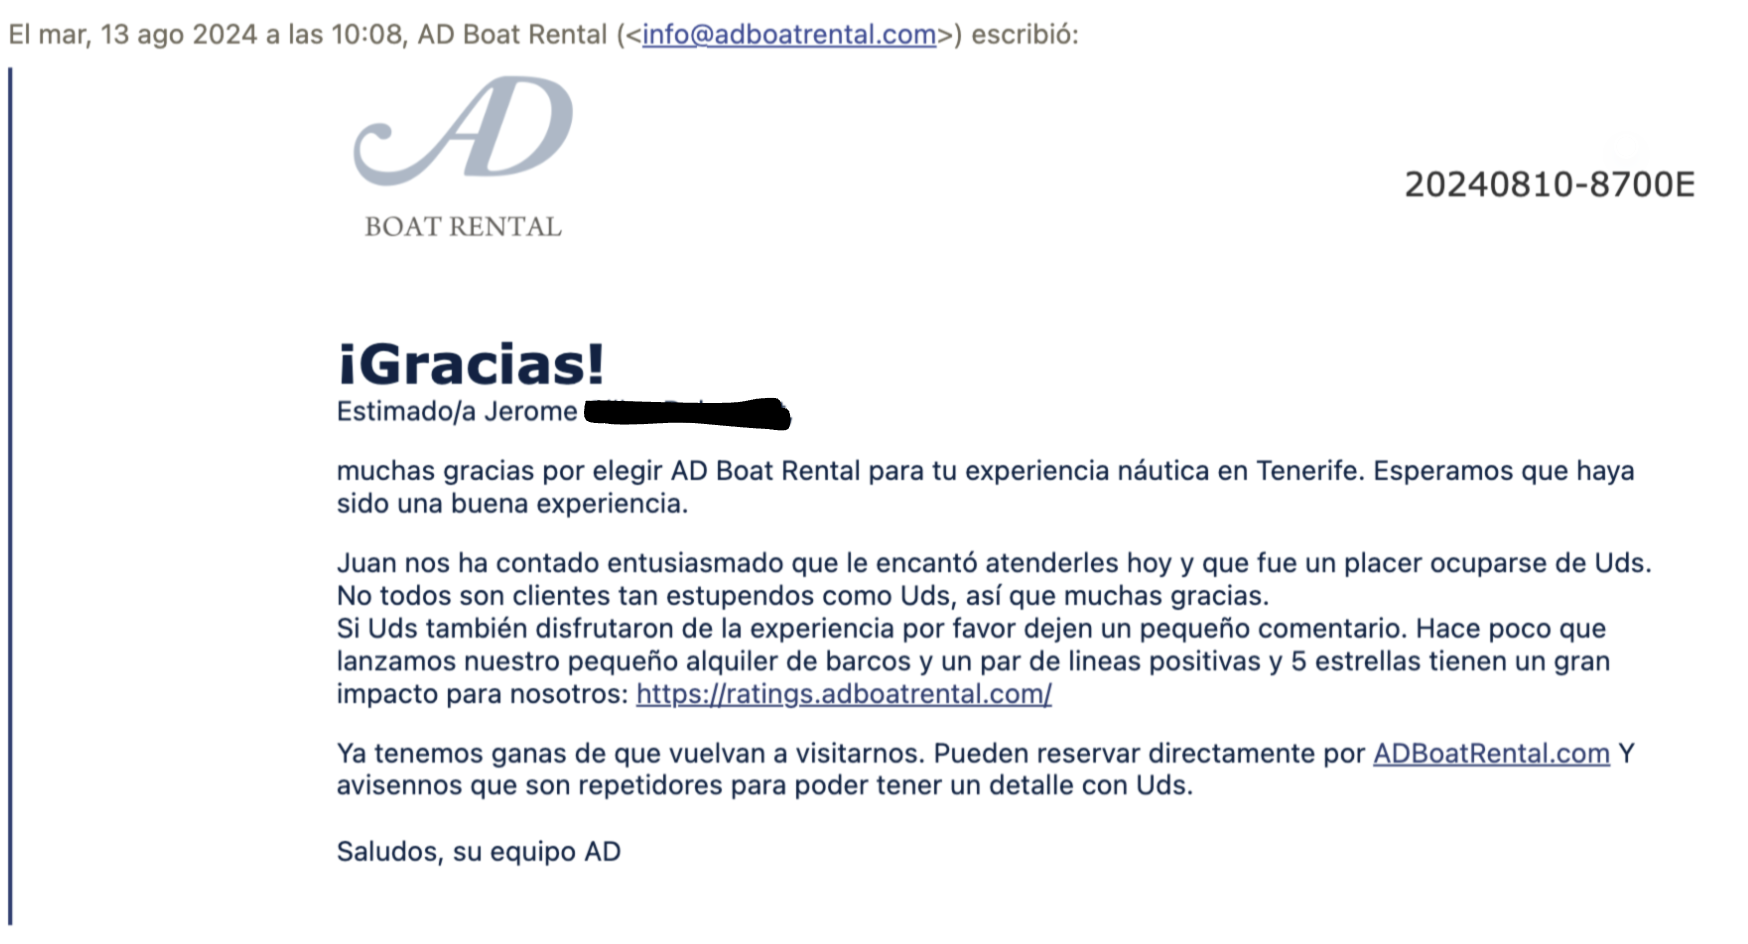 El mar, 13 ago 2024 a las 10:08, AD Boat Rental (<info@adboatrental.com>) escribió:
AD
BOAT RENTAL
20240810-8700E
¡Gracias!
Estimado/a Jerome
muchas gracias por elegir AD Boat Rental para tu experiencia náutica en Tenerife. Esperamos que haya
sido una buena experiencia.
Juan nos ha contado entusiasmado que le encantó atenderles hoy y que fue un placer ocuparse de Uds.
No todos son clientes tan estupendos como Uds, así que muchas gracias.
Si Uds también disfrutaron de la experiencia por favor dejen un pequeño comentario. Hace poco que
lanzamos nuestro pequeño alquiler de barcos y un par de lineas positivas y 5 estrellas tienen un gran
impacto para nosotros: https://ratings.adboatrental.com/
Ya tenemos ganas de que vuelvan a visitarnos. Pueden reservar directamente por ADBoatRental.com Y
avisennos que son repetidores para poder tener un detalle con Uds.
Saludos, su equipo AD